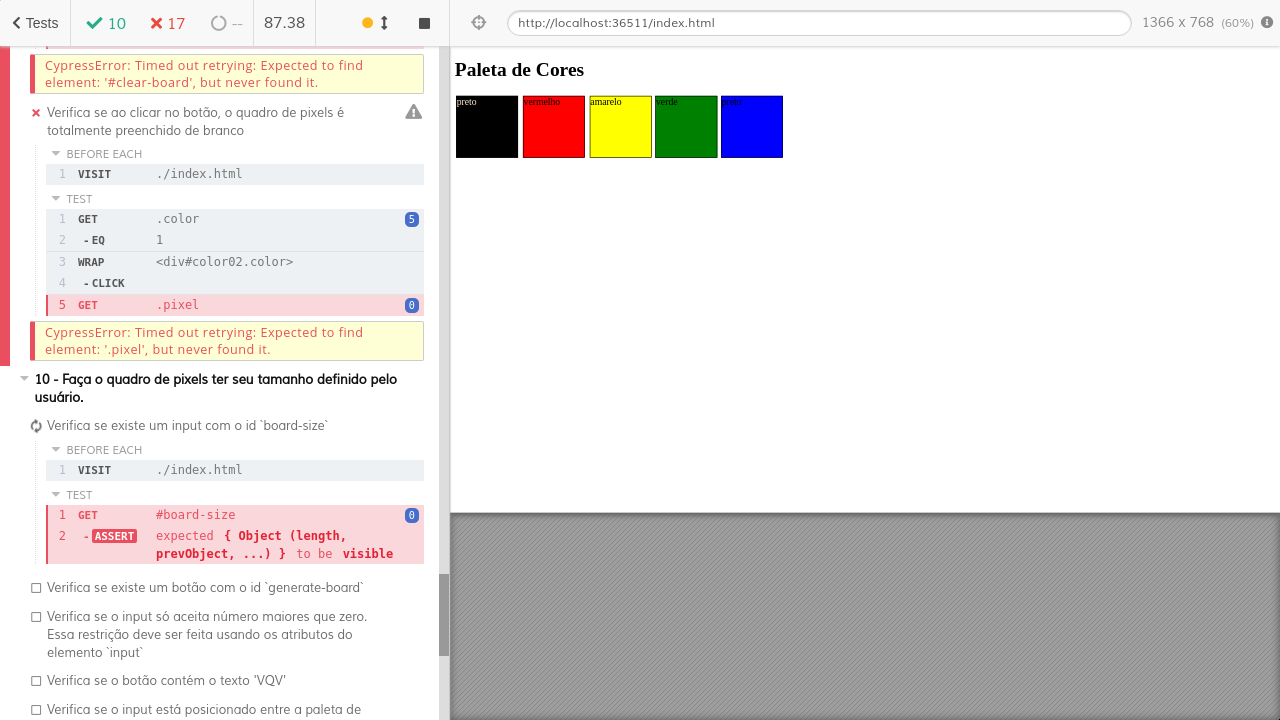 Tests 10 17 -- 87.38 http://localhost:36511/index.html 1366 x 768 (60%)
CypressError: Timed out retrying: Expected to find
element: '#clear-board', but never found it.
Verifica se ao clicar no botão, o quadro de pixels é
totalmente preenchido de branco
BEFORE EACH
1 VISIT ./index.html
TEST
1 GET .color 5
2 - EQ 1
3 WRAP <div#color02.color>
4 - CLICK
5 GET .pixel 0
CypressError: Timed out retrying: Expected to find
element: '.pixel', but never found it.
10 - Faça o quadro de pixels ter seu tamanho definido pelo
usuário.
Verifica se existe um input com o id `board-size`
BEFORE EACH
1 VISIT ./index.html
TEST
1 GET #board-size 0
2 - ASSERT expected { Object (length,
prevObject, ...) } to be visible
Verifica se existe um botão com o id `generate-board`
Verifica se o input só aceita número maiores que zero.
Essa restrição deve ser feita usando os atributos do
elemento `input`
Verifica se o botão contém o texto 'VQV'
Verifica se o input está posicionado entre a paleta de
Paleta de Cores
preto vermelho amarelo verde preto